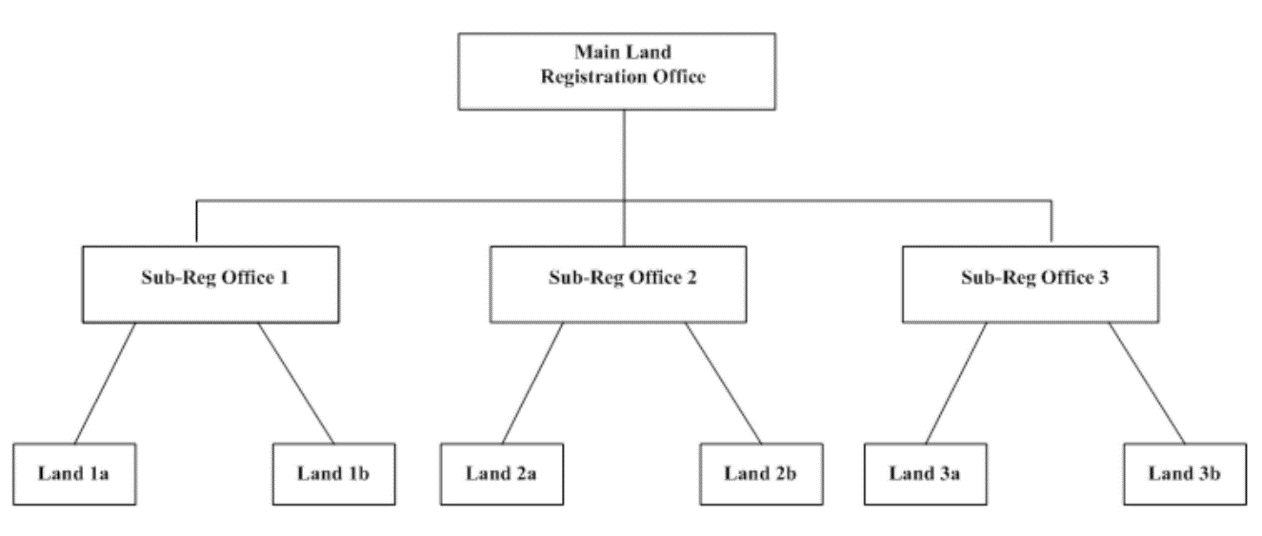 Main Land
Registration Office
Sub-Reg Office 1
Sub-Reg Office 2
Sub-Reg Office 3
Land 1a
Land 1b
Land 2a
Land 2b
Land 3a
Land 3b